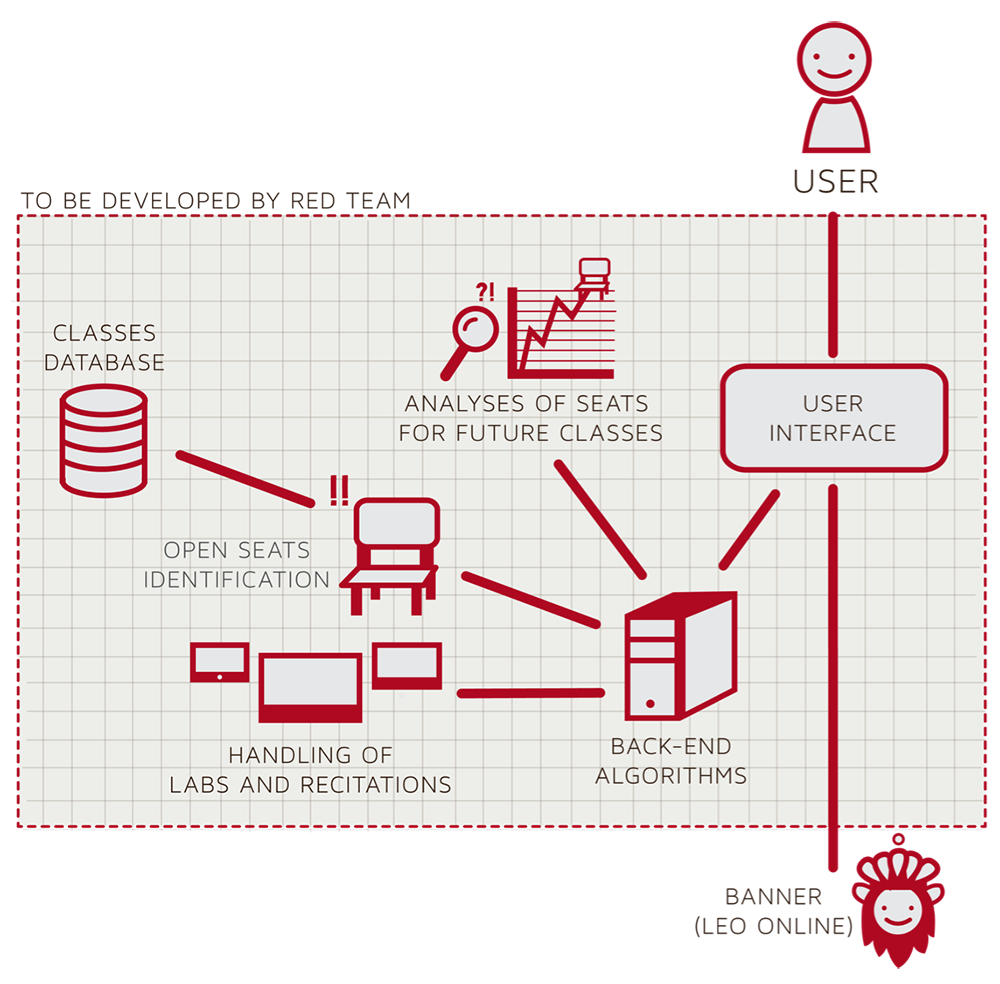 USER
TO BE DEVELOPED BY RED TEAM
?!
CLASSES
DATABASE
ANALYSES OF SEATS
FOR FUTURE CLASSES
USER
INTERFACE
!!
OPEN SEATS
IDENTIFICATION
HANDLING OF
LABS AND RECITATIONS
BACK-END
ALGORITHMS
BANNER
(LEO ONLINE)